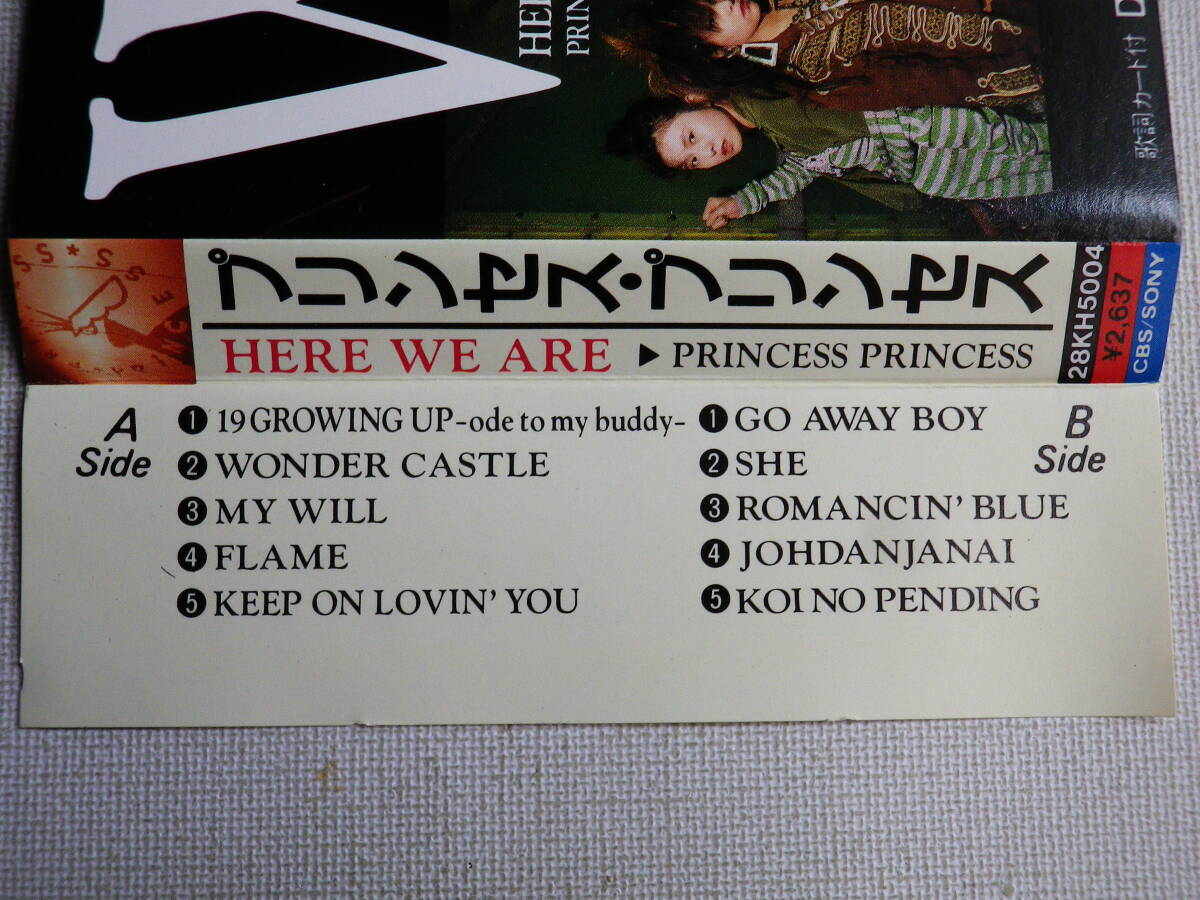 HERE
PRIN
歌詞カード付 D
プリンセス・プリンセス
HERE WE ARE ▶ PRINCESS PRINCESS
28KH5004
¥2,637
CBS/SONY
A
Side
❶ 19 GROWING UP -ode to my buddy-
❷ WONDER CASTLE
❸ MY WILL
❹ FLAME
❺ KEEP ON LOVIN' YOU
B
Side
❶ GO AWAY BOY
❷ SHE
❸ ROMANCIN' BLUE
❹ JOHDANJANAI
❺ KOI NO PENDING